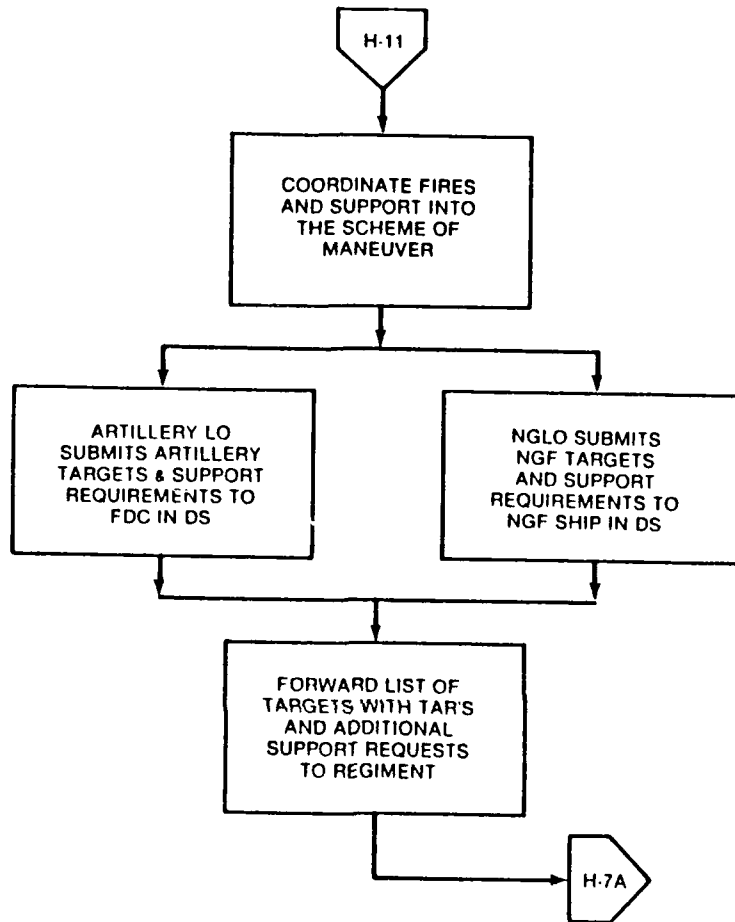 H-11
COORDINATE FIRES
AND SUPPORT INTO
THE SCHEME OF
MANEUVER
ARTILLERY LO
SUBMITS ARTILLERY
TARGETS & SUPPORT
REQUIREMENTS TO
FDC IN DS
NGLO SUBMITS
NGF TARGETS
AND SUPPORT
REQUIREMENTS TO
NGF SHIP IN DS
FORWARD LIST OF
TARGETS WITH TAR'S
AND ADDITIONAL
SUPPORT REQUESTS
TO REGIMENT
H-7A